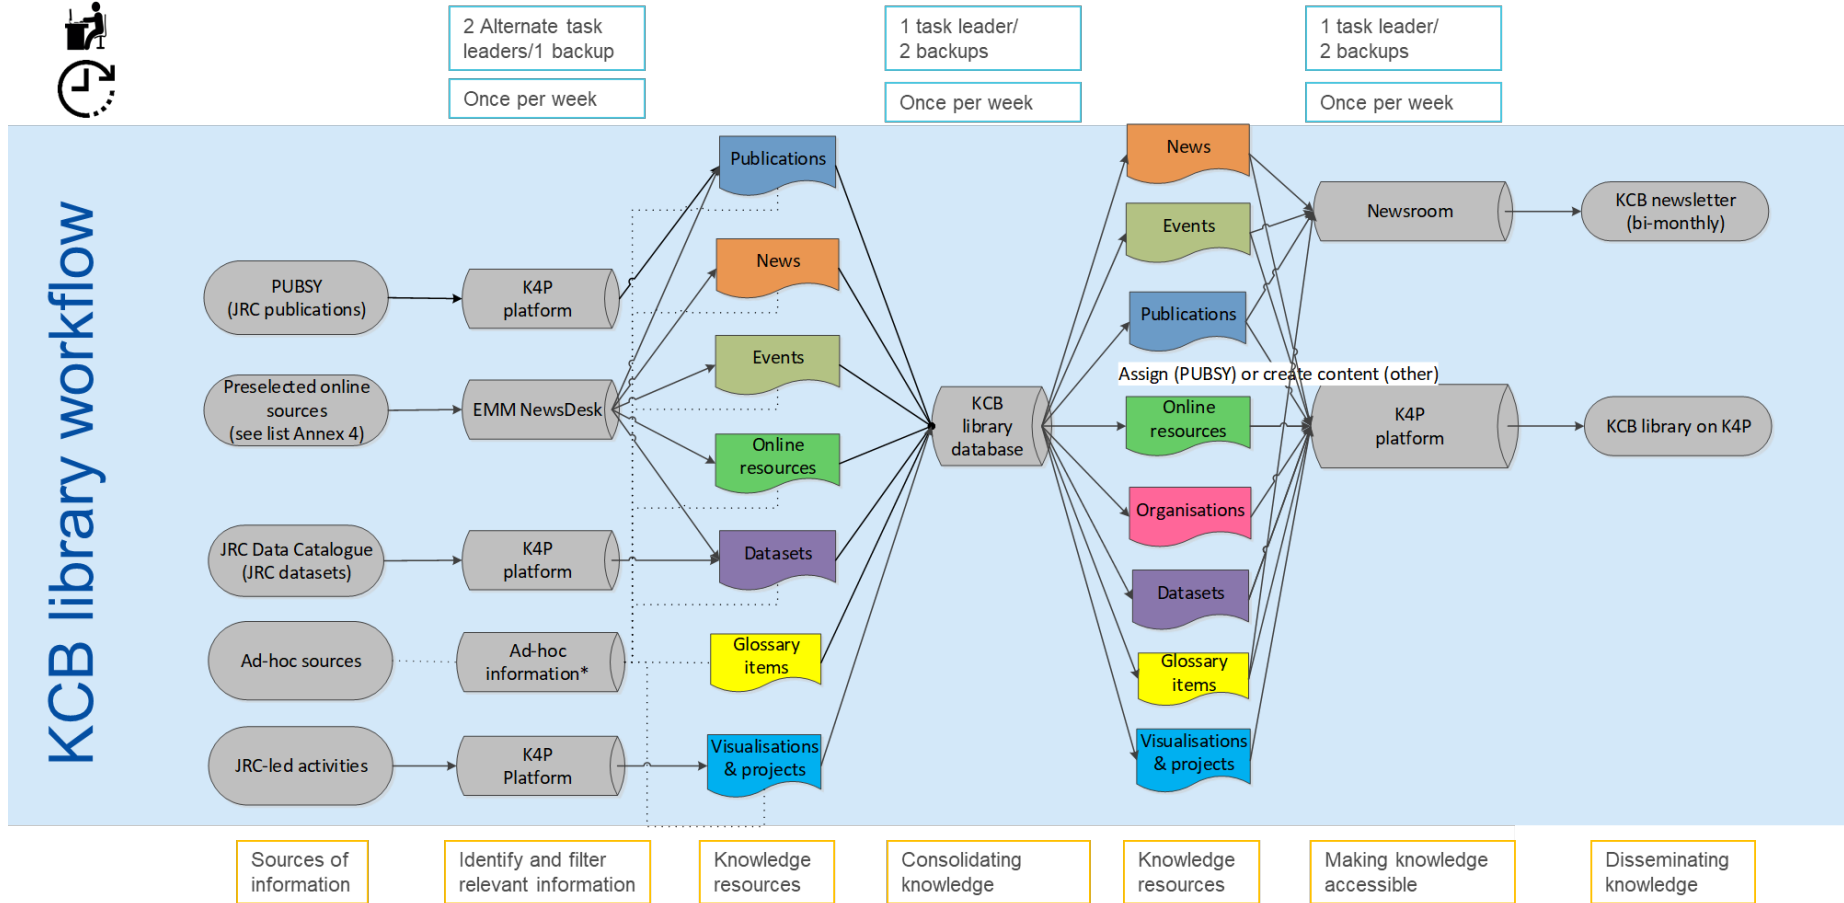 2 Alternate task
leaders/1 backup
Once per week
1 task leader/
2 backups
Once per week
1 task leader/
2 backups
Once per week
KCB library workflow
PUBSY
(JRC publications)
Preselected online
sources
(see list Annex 4)
JRC Data Catalogue
(JRC datasets)
Ad-hoc sources
JRC-led activities
K4P
platform
EMM NewsDesk
K4P
platform
Ad-hoc
information*
K4P
Platform
Publications
News
Events
Online
resources
Datasets
Glossary
items
Visualisations
& projects
KCB
library
database
News
Events
Publications
Assign (PUBSY) or create content (other)
Online
resources
Organisations
Datasets
Glossary
items
Visualisations
& projects
Newsroom
K4P
platform
KCB newsletter
(bi-monthly)
KCB library on K4P
Sources of
information
Identify and filter
relevant information
Knowledge
resources
Consolidating
knowledge
Knowledge
resources
Making knowledge
accessible
Disseminating
knowledge